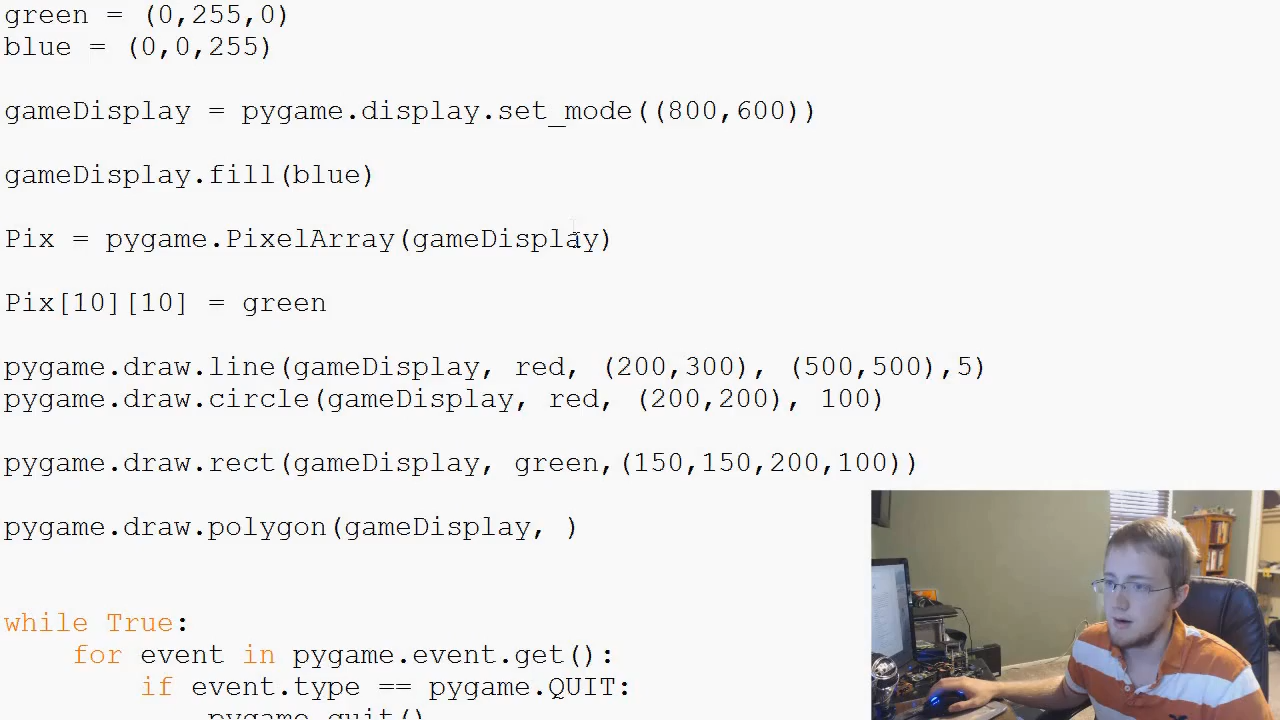 green = (0,255,0)
blue = (0,0,255)
gameDisplay = pygame.display.set_mode((800,600))
gameDisplay.fill(blue)
Pix = pygame.PixelArray(gameDisplay)
Pix[10][10] = green
pygame.draw.line(gameDisplay, red, (200,300), (500,500),5)
pygame.draw.circle(gameDisplay, red, (200,200), 100)
pygame.draw.rect(gameDisplay, green,(150,150,200,100))
pygame.draw.polygon(gameDisplay, )
while True:
for event in pygame.event.get():
if event.type == pygame.QUIT:
pygame.quit()